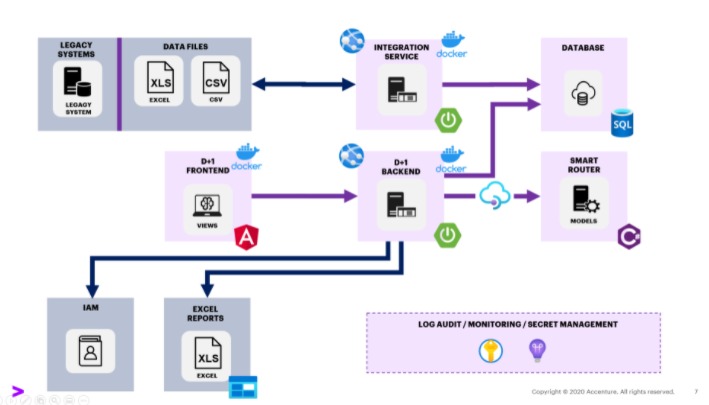 LEGACY
SYSTEMS
LEGACY
SYSTEM
DATA FILES
XLS
EXCEL
CSV
CSV
INTEGRATION
SERVICE
docker
DATABASE
SQL
D+1
FRONTEND
docker
VIEWS
D+1
BACKEND
docker
SMART
ROUTER
MODELS
C#
IAM
EXCEL
REPORTS
XLS
EXCEL
LOG AUDIT / MONITORING / SECRET MANAGEMENT
Copyright © 2020 Accenture. All rights reserved. 7